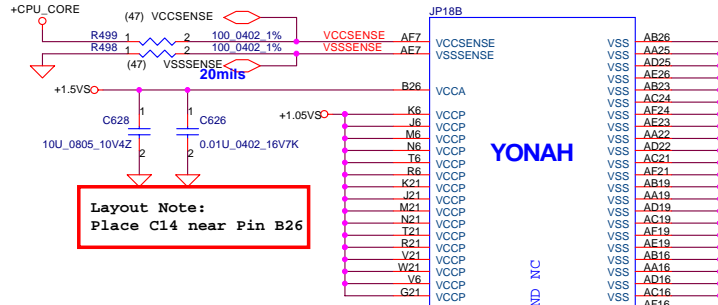 +CPU_CORE
JP18B
(47) VCCSENSE
R499 1 2 100_0402_1% VCCSENSE AF7 VCCSENSE VSS AB26
R498 1 2 100_0402_1% VSSSENSE AE7 VSSSENSE VSS AA25
(47) VSSSENSE VSS AD25
20mils VSS AE26
+1.5VS B26 VCCA VSS AB23
VSS AC24
+1.05VS K6 VCCP VSS AF24
1 C628 1 C626 J6 VCCP VSS AE23
M6 VCCP VSS AA22
10U_0805_10V4Z 0.01U_0402_16V7K N6 VCCP YONAH VSS AD22
2 2 T6 VCCP VSS AC21
R6 VCCP VSS AF21
K21 VCCP VSS AB19
Layout Note: J21 VCCP VSS AA19
Place C14 near Pin B26 M21 VCCP VSS AD19
N21 VCCP VSS AC19
T21 VCCP VSS AF19
R21 VCCP VSS AE19
V21 VCCP VSS AB16
W21 VCCP VSS AA16
V6 VCCP VSS AD16
G21 VCCP VSS AC16
AF16
ND NC